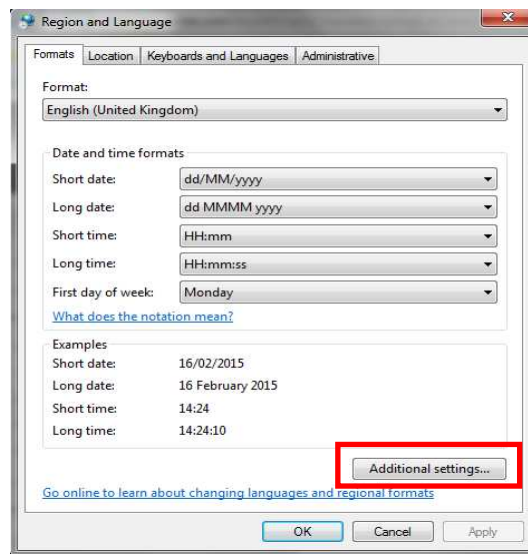 Region and Language
Formats Location Keyboards and Languages Administrative
Format:
English (United Kingdom)
Date and time formats
Short date: dd/MM/yyyy
Long date: dd MMMM yyyy
Short time: HH:mm
Long time: HH:mm:ss
First day of week: Monday
What does the notation mean?
Examples
Short date: 16/02/2015
Long date: 16 February 2015
Short time: 14:24
Long time: 14:24:10
Additional settings...
Go online to learn about changing languages and regional formats
OK Cancel Apply